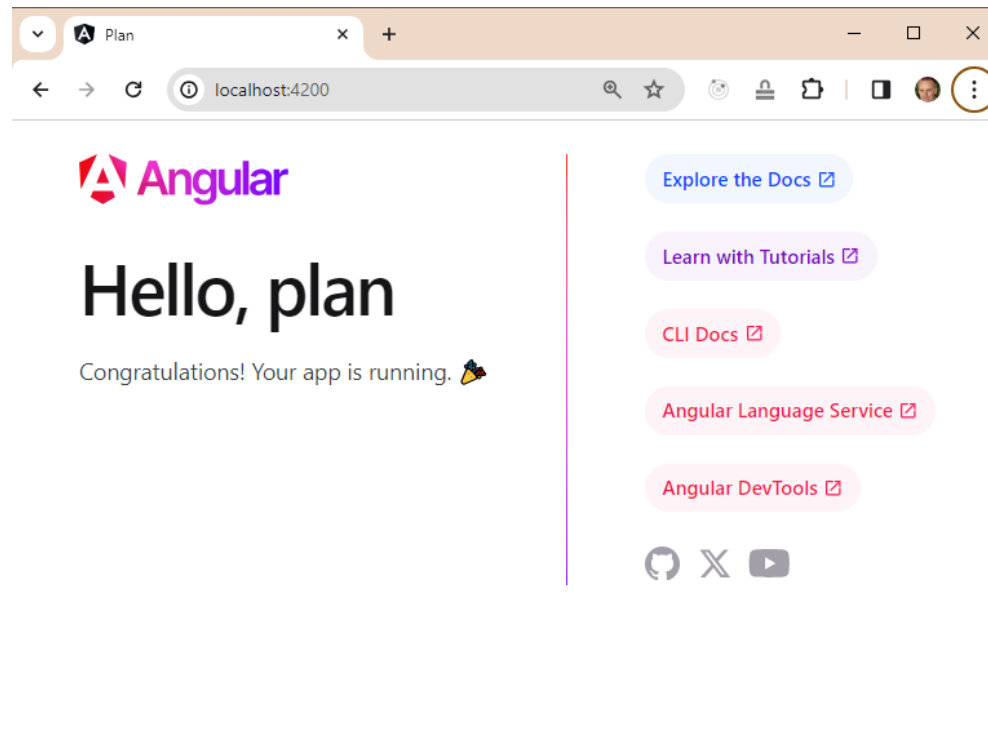 Plan
localhost:4200
Angular
Hello, plan
Congratulations! Your app is running. 🎉
Explore the Docs
Learn with Tutorials
CLI Docs
Angular Language Service
Angular DevTools